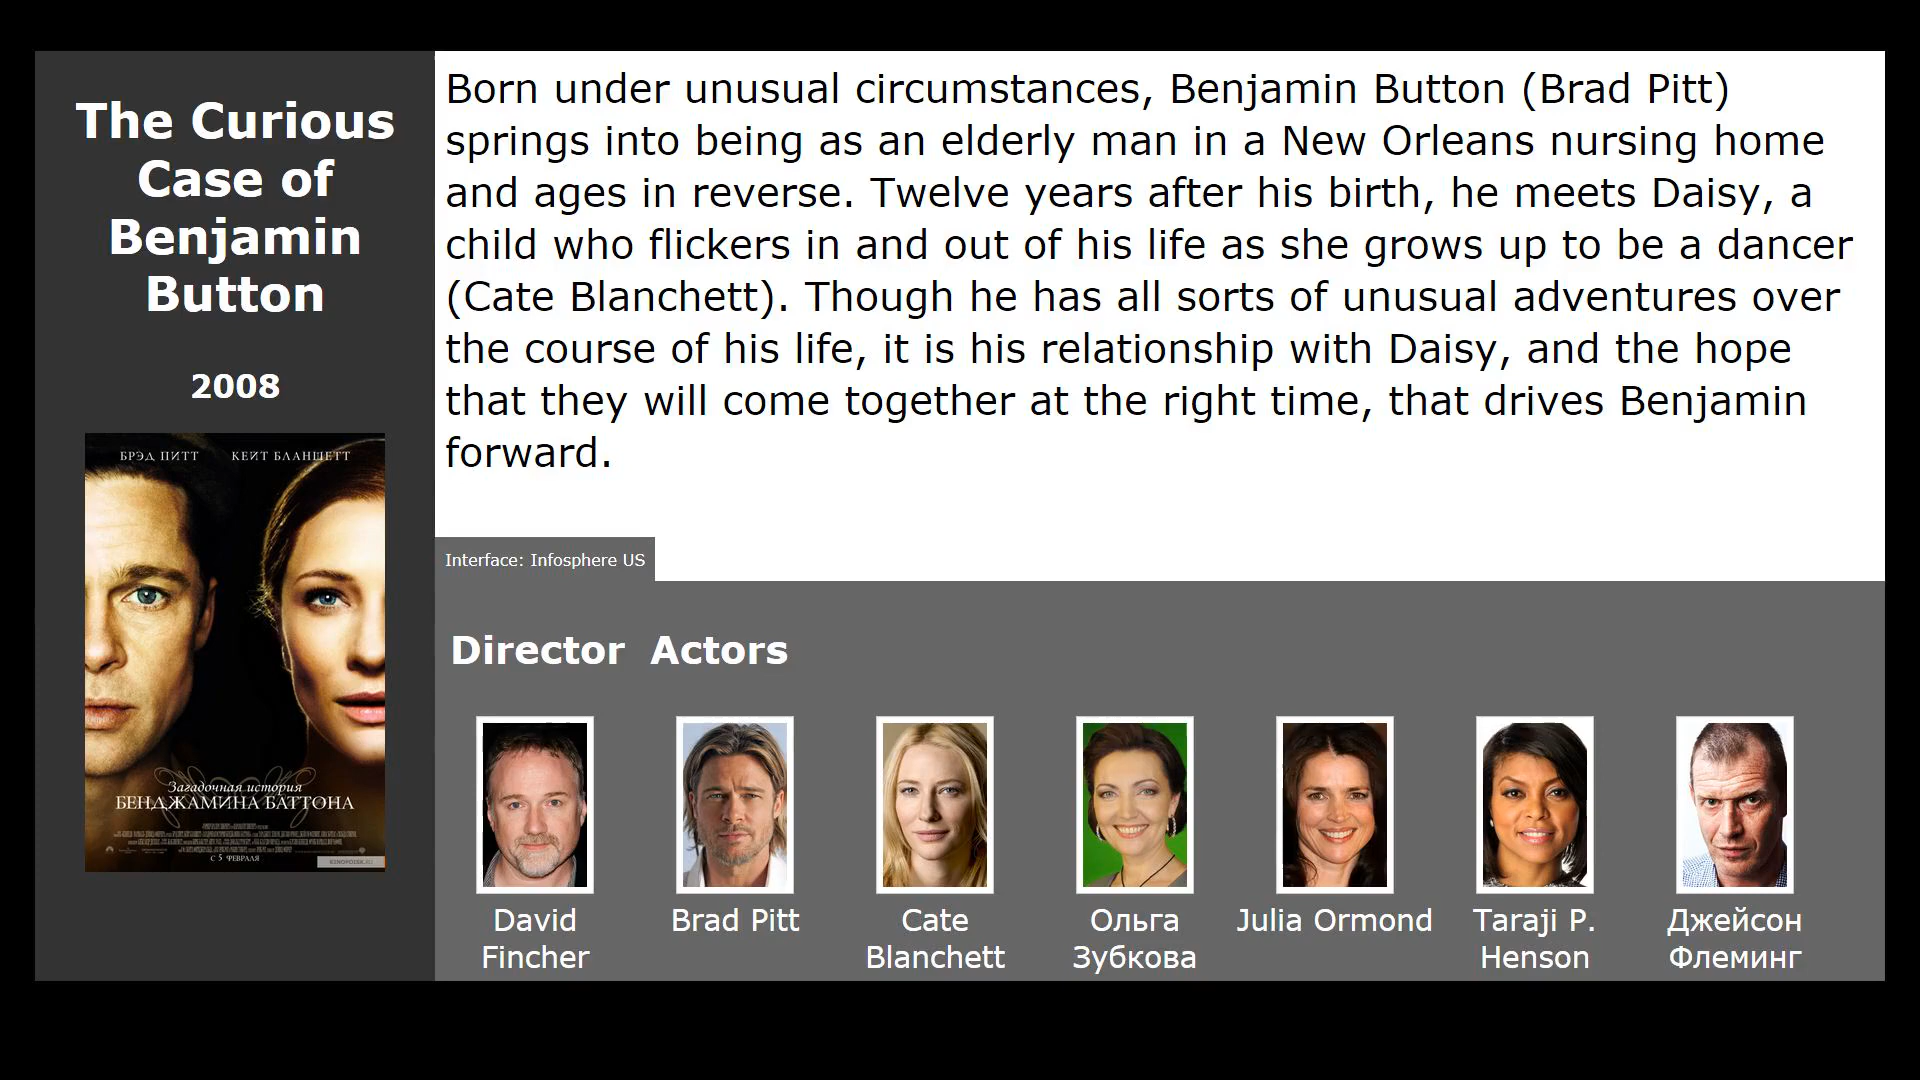 The Curious
Case of
Benjamin
Button
2008
БРЭД ПИТТ КЕЙТ БЛАНШЕТТ
Загадочная история
БЕНДЖАМИНА БАТТОНА
С 5 ФЕВРАЛЯ
KINOPOISK.RU
Born under unusual circumstances, Benjamin Button (Brad Pitt)
springs into being as an elderly man in a New Orleans nursing home
and ages in reverse. Twelve years after his birth, he meets Daisy, a
child who flickers in and out of his life as she grows up to be a dancer
(Cate Blanchett). Though he has all sorts of unusual adventures over
the course of his life, it is his relationship with Daisy, and the hope
that they will come together at the right time, that drives Benjamin
forward.
Interface: Infosphere US
Director Actors
David
Fincher
Brad Pitt
Cate
Blanchett
Ольга
Зубкова
Julia Ormond
Taraji P.
Henson
Джейсон
Флеминг